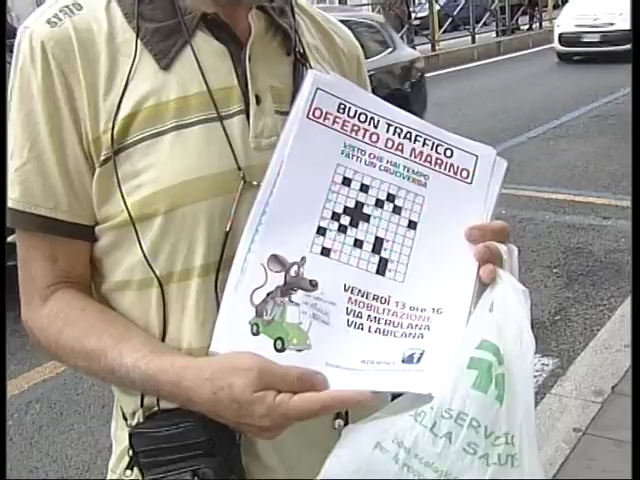 STATO
BUON TRAFFICO
OFFERTO DA MARINO
VISTO CHE HAI TEMPO
FATTI UN CRUCIVERBA
VENERDÌ 13 ore 16
MOBILITAZIONE
VIA MERULANA
VIA LABICANA
SERVIZI
DELLA SALUTE